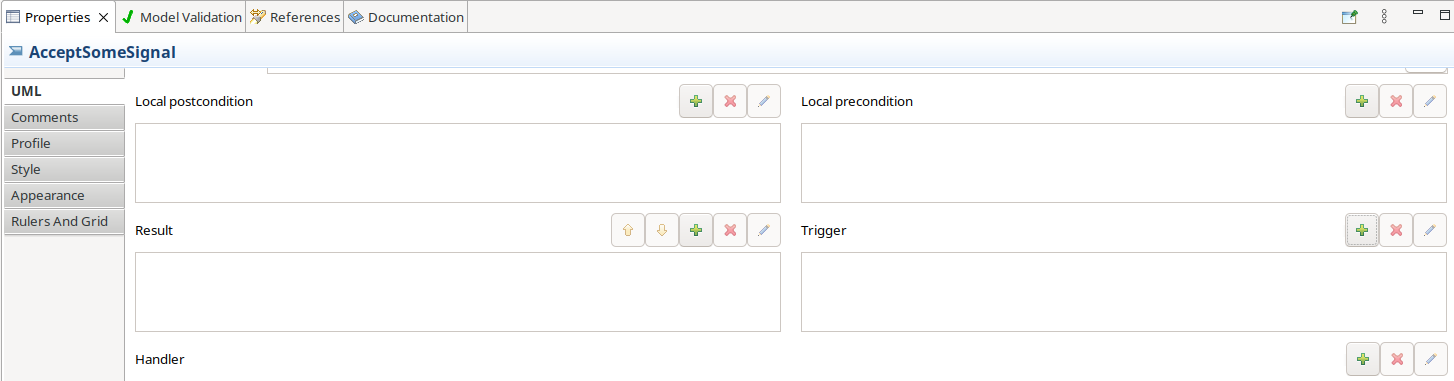 Properties Model Validation References Documentation
AcceptSomeSignal
UML
Comments
Profile
Style
Appearance
Rulers And Grid
Local postcondition
Local precondition
Result
Trigger
Handler